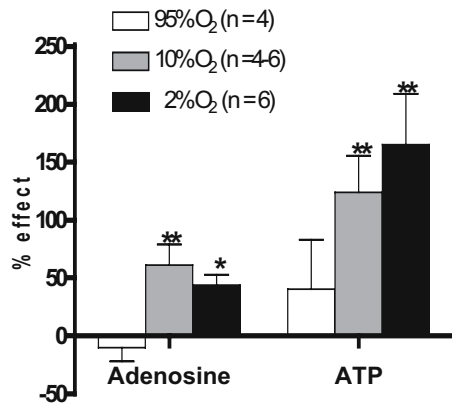 95%O2(n=4)
10%O2(n=4-6)
2%O2(n=6)
% effect
250
200
150
100
50
0
-50
**
*
**
**
Adenosine
ATP